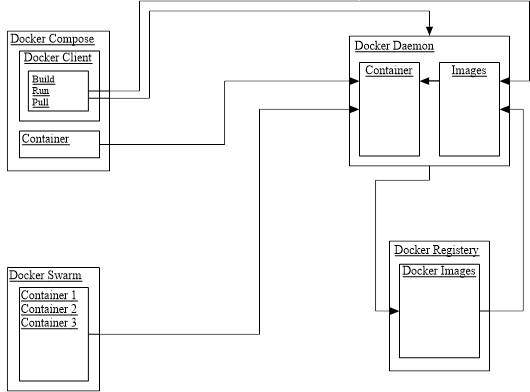 Docker Compose
Docker Client
Build
Run
Pull
Container
Docker Daemon
Container
Images
Docker Registery
Docker Images
Docker Swarm
Container 1
Container 2
Container 3